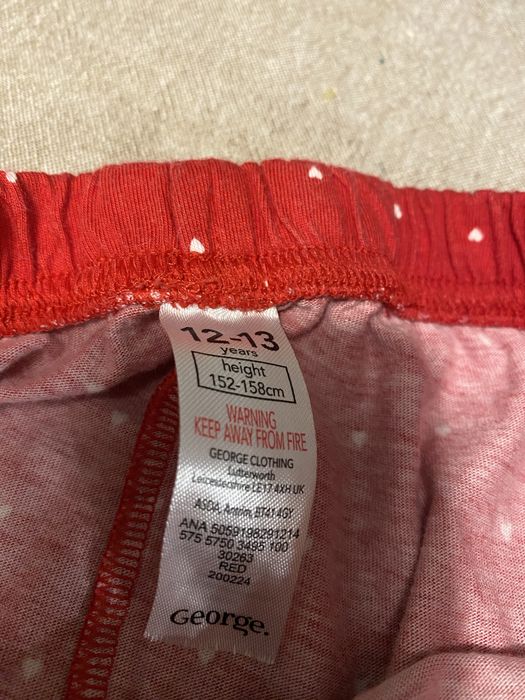 12-13
years
height
152-158cm
WARNING
KEEP AWAY FROM FIRE
GEORGE CLOTHING
Lutterworth
Leicestershire LE17 4XH UK
ASDA, Antrim, BT41 4GY
ANA 5059198291214
575 5750 3495 100
30263
RED
200224
George.